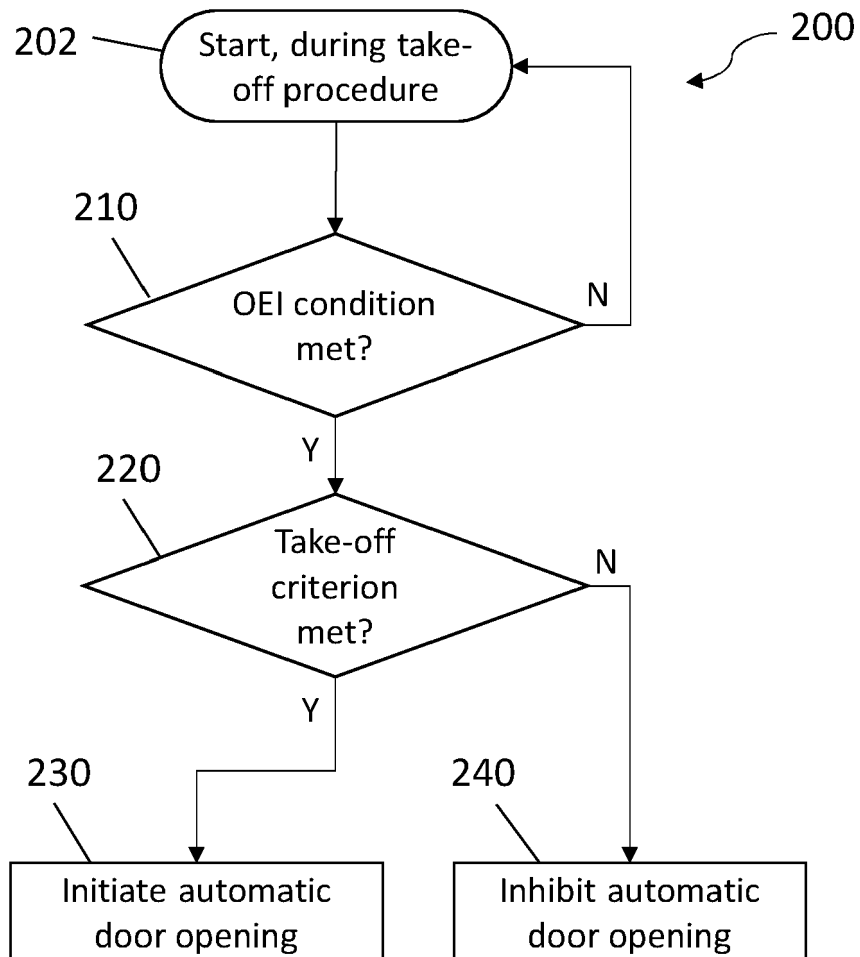 202
Start, during take-
off procedure
200
210
OEI condition
met?
N
Y
220
Take-off
criterion
met?
N
Y
230
240
Initiate automatic
door opening
Inhibit automatic
door opening